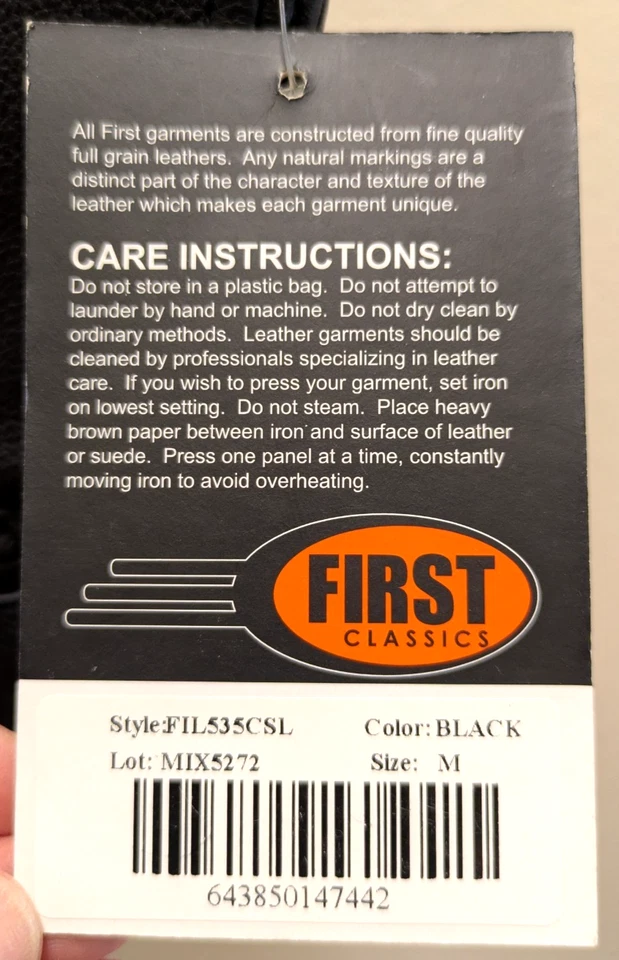 All First garments are constructed from fine quality
full grain leathers. Any natural markings are a
distinct part of the character and texture of the
leather which makes each garment unique.
CARE INSTRUCTIONS:
Do not store in a plastic bag. Do not attempt to
launder by hand or machine. Do not dry clean by
ordinary methods. Leather garments should be
cleaned by professionals specializing in leather
care. If you wish to press your garment, set iron
on lowest setting. Do not steam. Place heavy
brown paper between iron and surface of leather
or suede. Press one panel at a time, constantly
moving iron to avoid overheating.
FIRST
CLASSICS
Style:FIL535CSL Color: BLACK
Lot: MIX5272 Size: M
643850147442